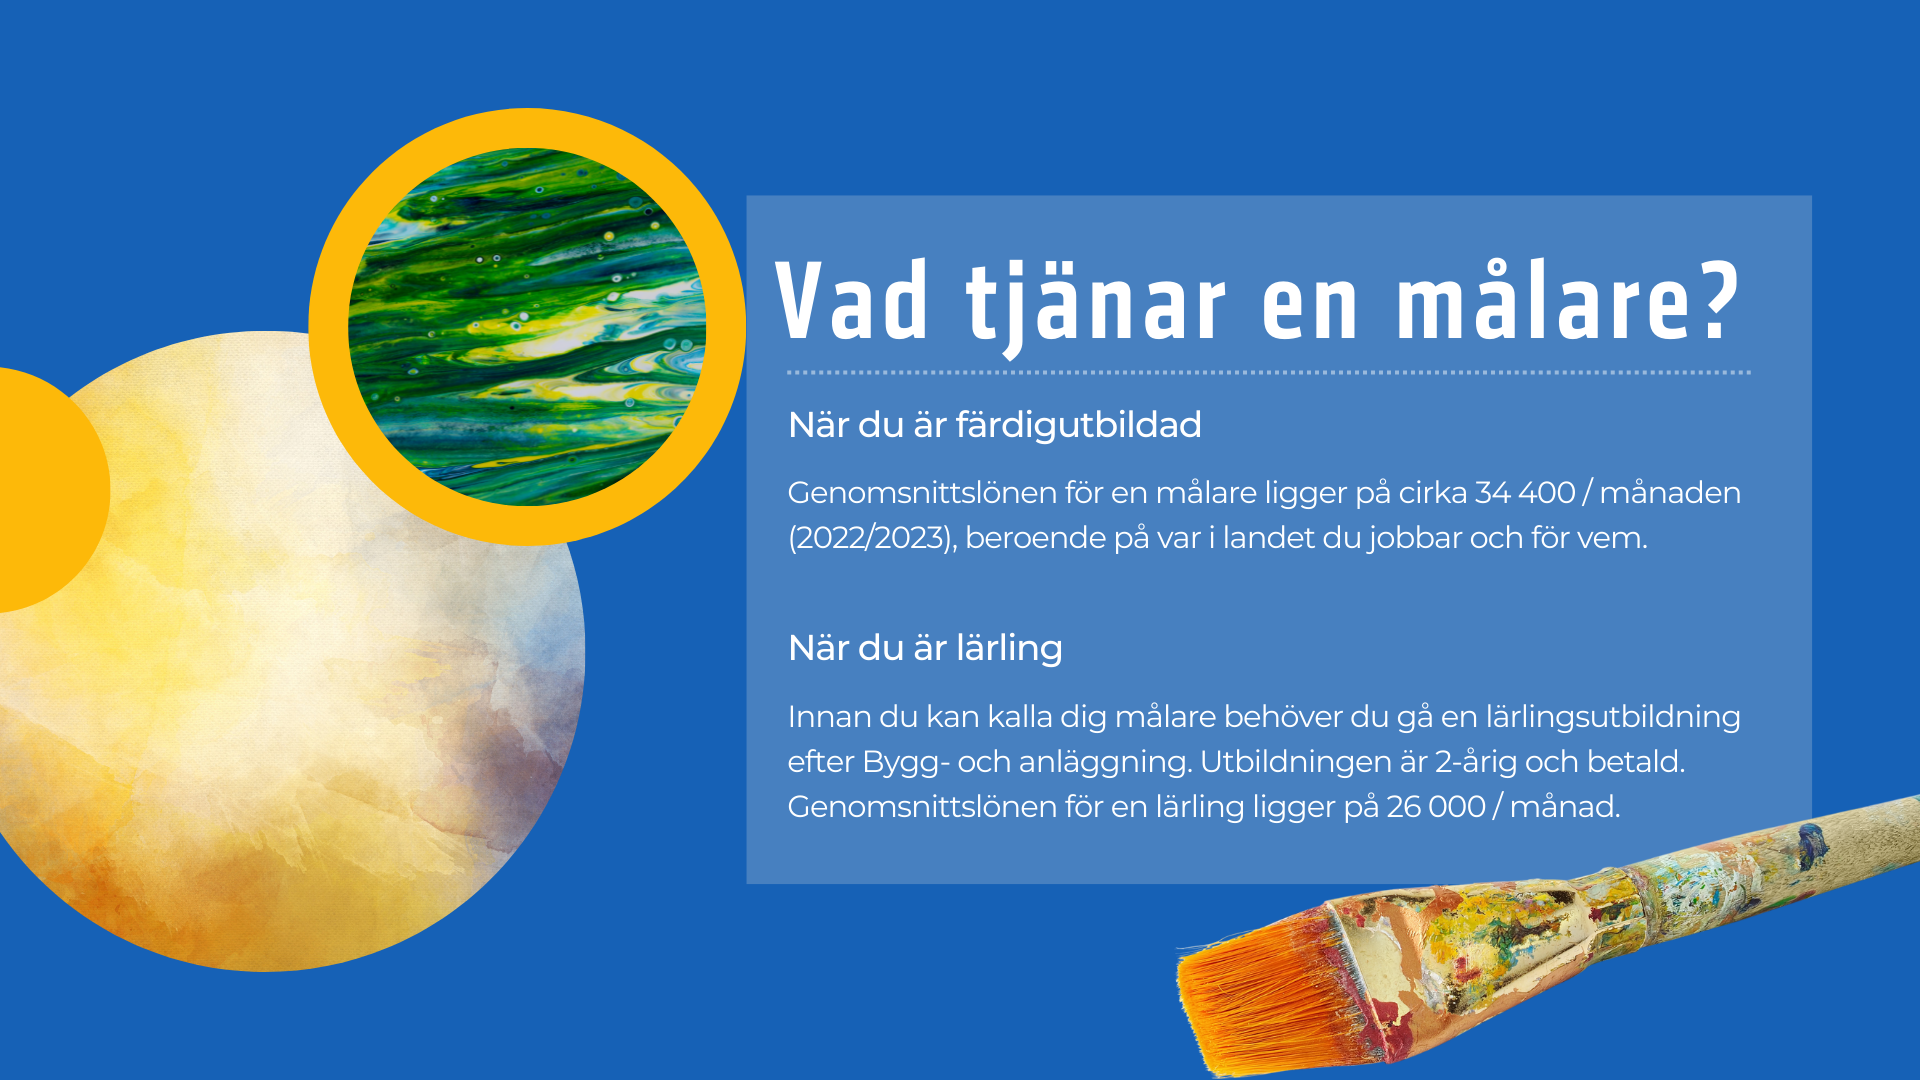 Vad tjänar en målare?
När du är färdigutbildad
Genomsnittslönen för en målare ligger på cirka 34 400 / månaden
(2022/2023), beroende på var i landet du jobbar och för vem.
När du är lärling
Innan du kan kalla dig målare behöver du gå en lärlingsutbildning
efter Bygg- och anläggning. Utbildningen är 2-årig och betald.
Genomsnittslönen för en lärling ligger på 26 000 / månad.